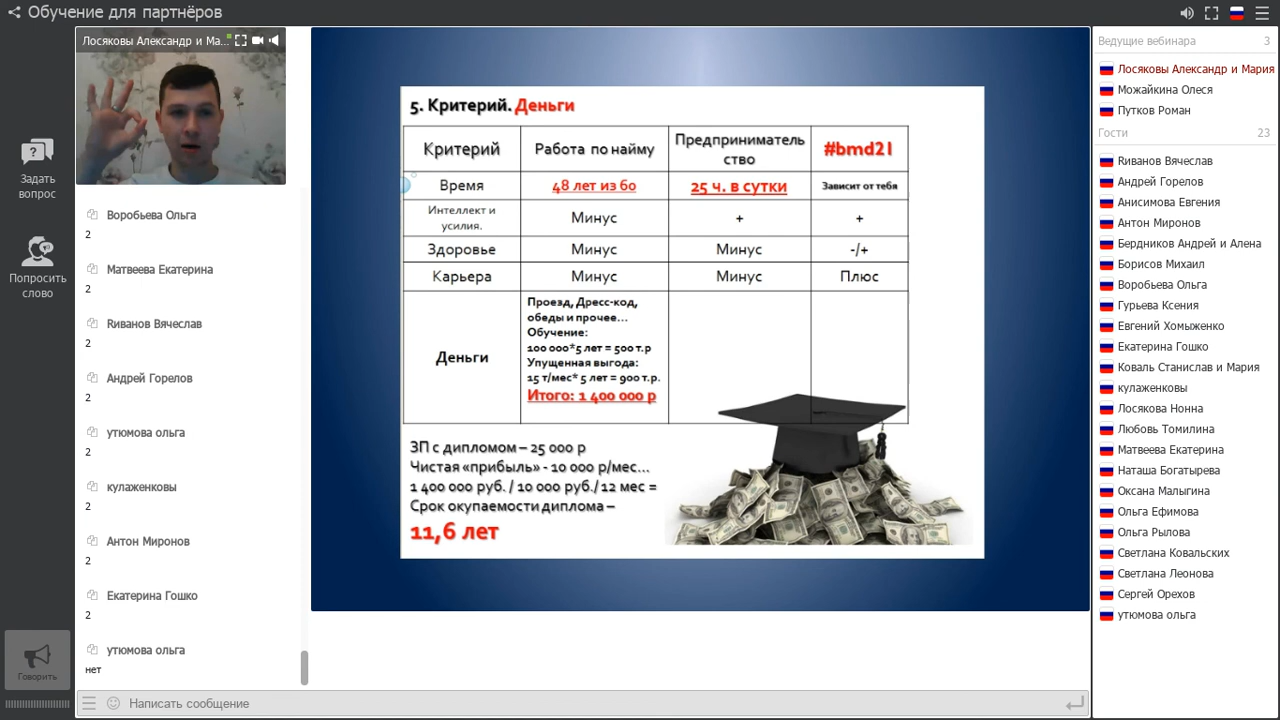 Обучение для партнёров
Задать
вопрос
Попросить
слово
Говорить
Лосяковы Александр и Ма...
Воробьева Ольга
2
Матвеева Екатерина
2
Rиванов Вячеслав
2
Андрей Горелов
2
утюмова ольга
2
кулаженковы
2
Антон Миронов
2
Екатерина Гошко
2
утюмова ольга
нет
Написать сообщение
5. Критерий. Деньги
Критерий
Работа по найму
Предприниматель
ство
#bmd21
Время
48 лет из 60
25 ч. в сутки
Зависит от тебя
Интеллект и
усилия.
Минус
+
+
Здоровье
Минус
Минус
-/+
Карьера
Минус
Минус
Плюс
Деньги
Проезд, Дресс-код,
обеды и прочее...
Обучение:
100 000*5 лет = 500 т.р
Упущенная выгода:
15 т/мес* 5 лет = 900 т.р.
Итого: 1 400 000 р
ЗП с дипломом – 25 000 р
Чистая «прибыль» - 10 000 р/мес...
1 400 000 руб. / 10 000 руб./ 12 мес =
Срок окупаемости диплома –
11,6 лет
Ведущие вебинара 3
Лосяковы Александр и Мария
Можайкина Олеся
Путков Роман
Гости 23
Rиванов Вячеслав
Андрей Горелов
Анисимова Евгения
Антон Миронов
Бердников Андрей и Алена
Борисов Михаил
Воробьева Ольга
Гурьева Ксения
Евгений Хомыженко
Екатерина Гошко
Коваль Станислав и Мария
кулаженковы
Лосякова Нонна
Любовь Томилина
Матвеева Екатерина
Наташа Богатырева
Оксана Малыгина
Ольга Ефимова
Ольга Рылова
Светлана Ковальских
Светлана Леонова
Сергей Орехов
утюмова ольга